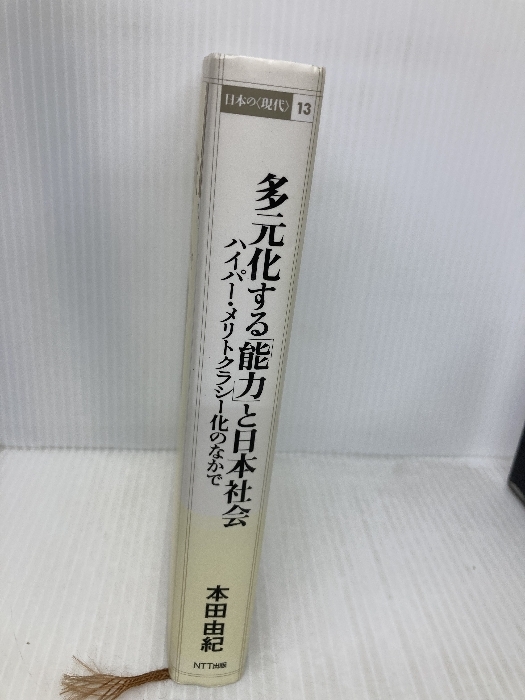 日本の〈現代〉13
多元化する「能力」と日本社会
ハイパー・メリトクラシー化のなかで
本田由紀
NTT出版